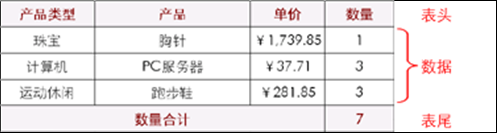 产品类型 产品 单价 数量 表头
珠宝 胸针 ￥1,739.85 1
计算机 PC服务器 ￥37.71 3 数据
运动休闲 跑步鞋 ￥281.85 3
数量合计 7 表尾